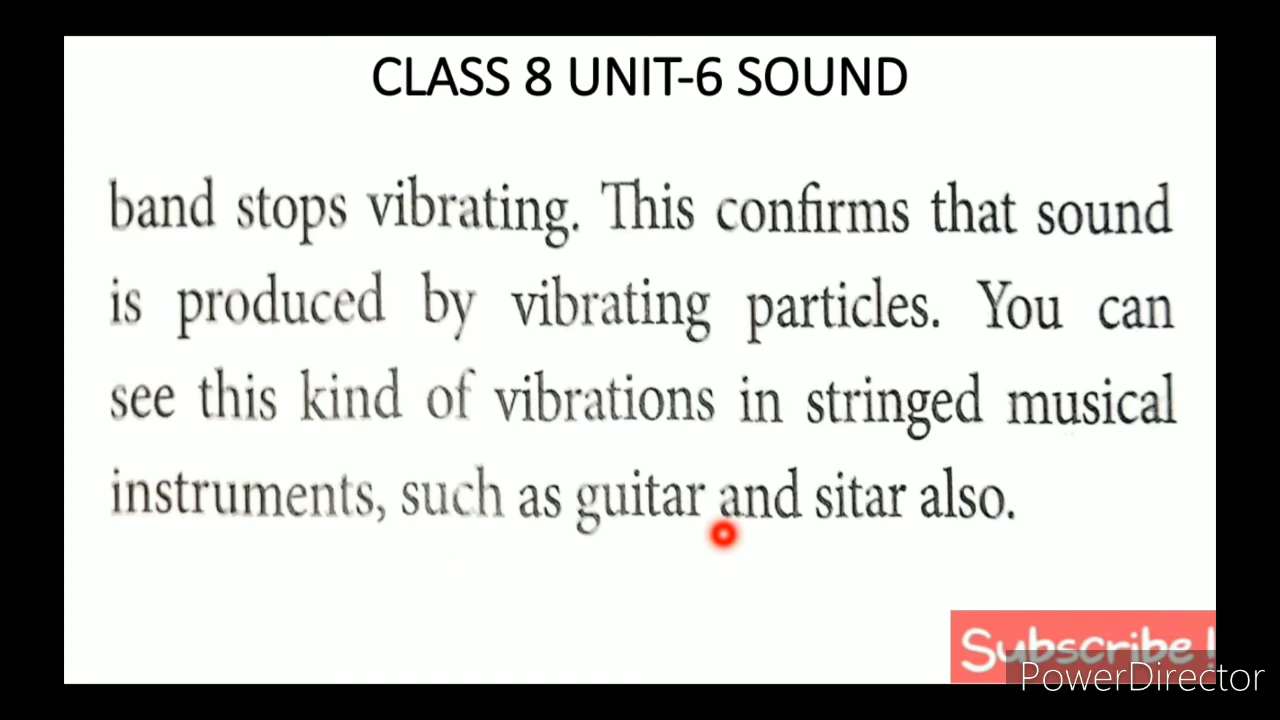 CLASS 8 UNIT-6 SOUND
band stops vibrating. This confirms that sound
is produced by vibrating particles. You can
see this kind of vibrations in stringed musical
instruments, such as guitar and sitar also.
Subscribe !
PowerDirector